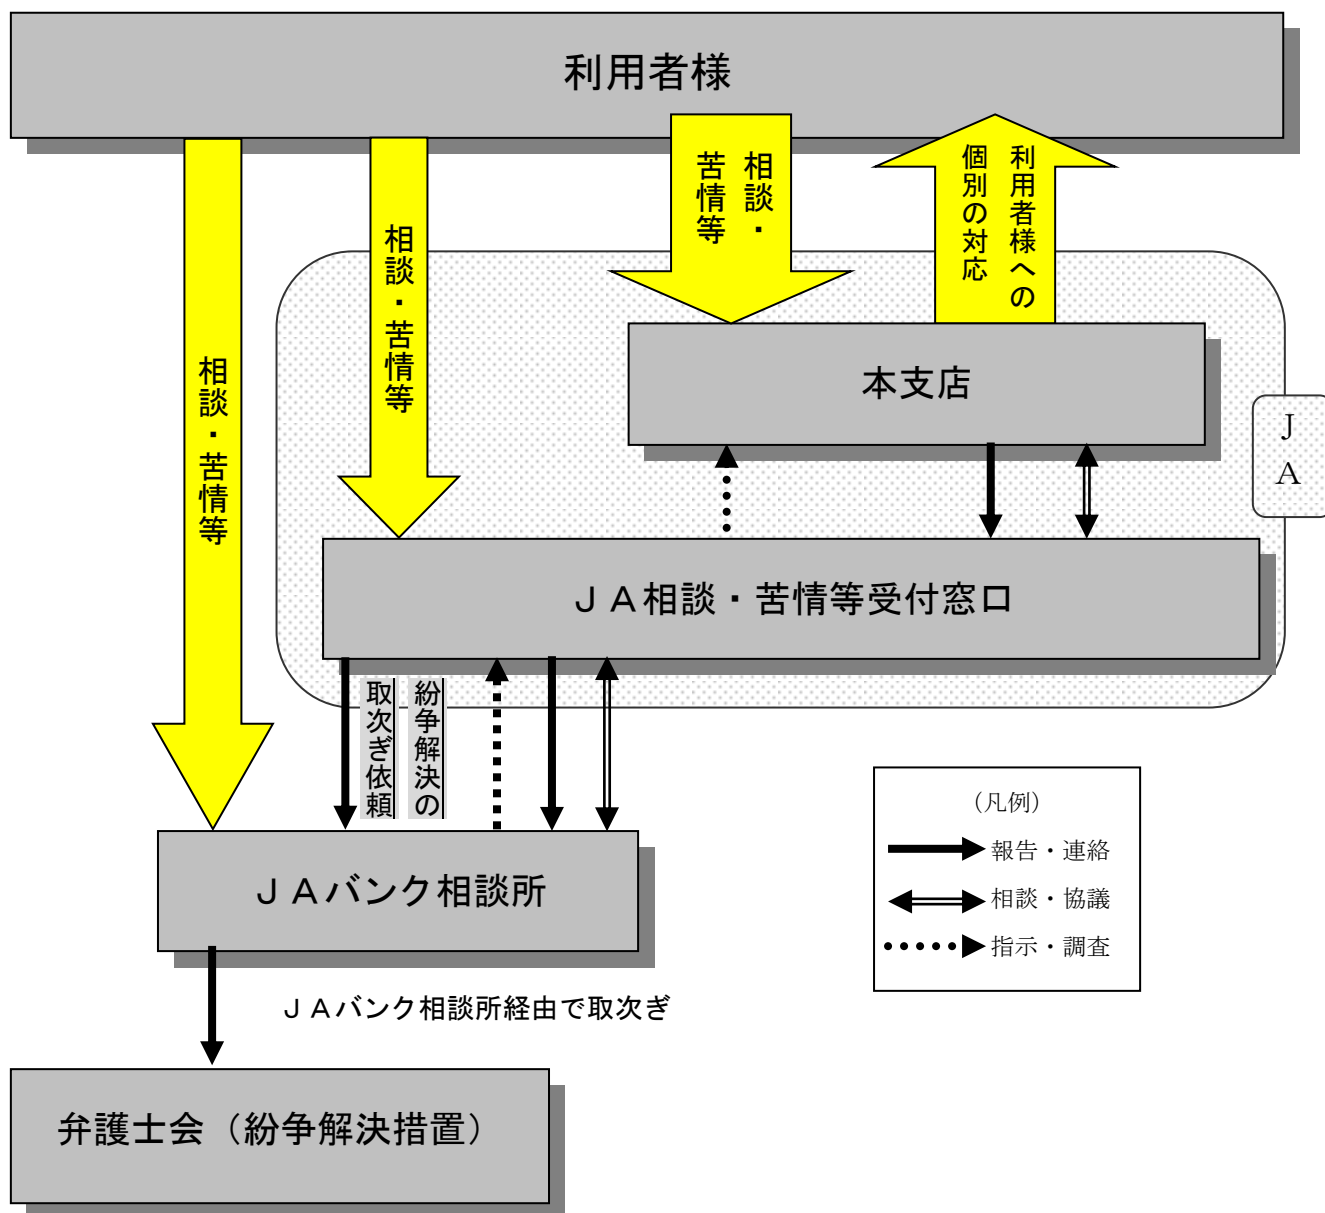 利用者様
相談・苦情等
相談・苦情等
相談・
苦情等
利用者様への
個別の対応
本支店
JA
ＪＡ相談・苦情等受付窓口
紛争解決の
取次ぎ依頼
（凡例）
報告・連絡
相談・協議
指示・調査
ＪＡバンク相談所
ＪＡバンク相談所経由で取次ぎ
弁護士会（紛争解決措置）